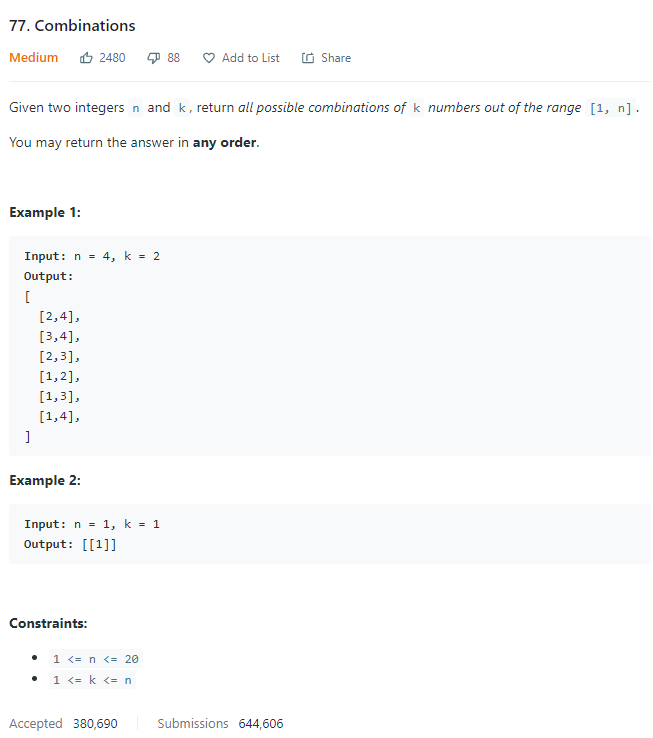 77. Combinations
Medium 2480 88 Add to List Share
Given two integers n and k, return all possible combinations of k numbers out of the range [1, n].
You may return the answer in any order.
Example 1:
Input: n = 4, k = 2
Output:
[
[2,4],
[3,4],
[2,3],
[1,2],
[1,3],
[1,4],
]
Example 2:
Input: n = 1, k = 1
Output: [[1]]
Constraints:
• 1 <= n <= 20
• 1 <= k <= n
Accepted 380,690 Submissions 644,606